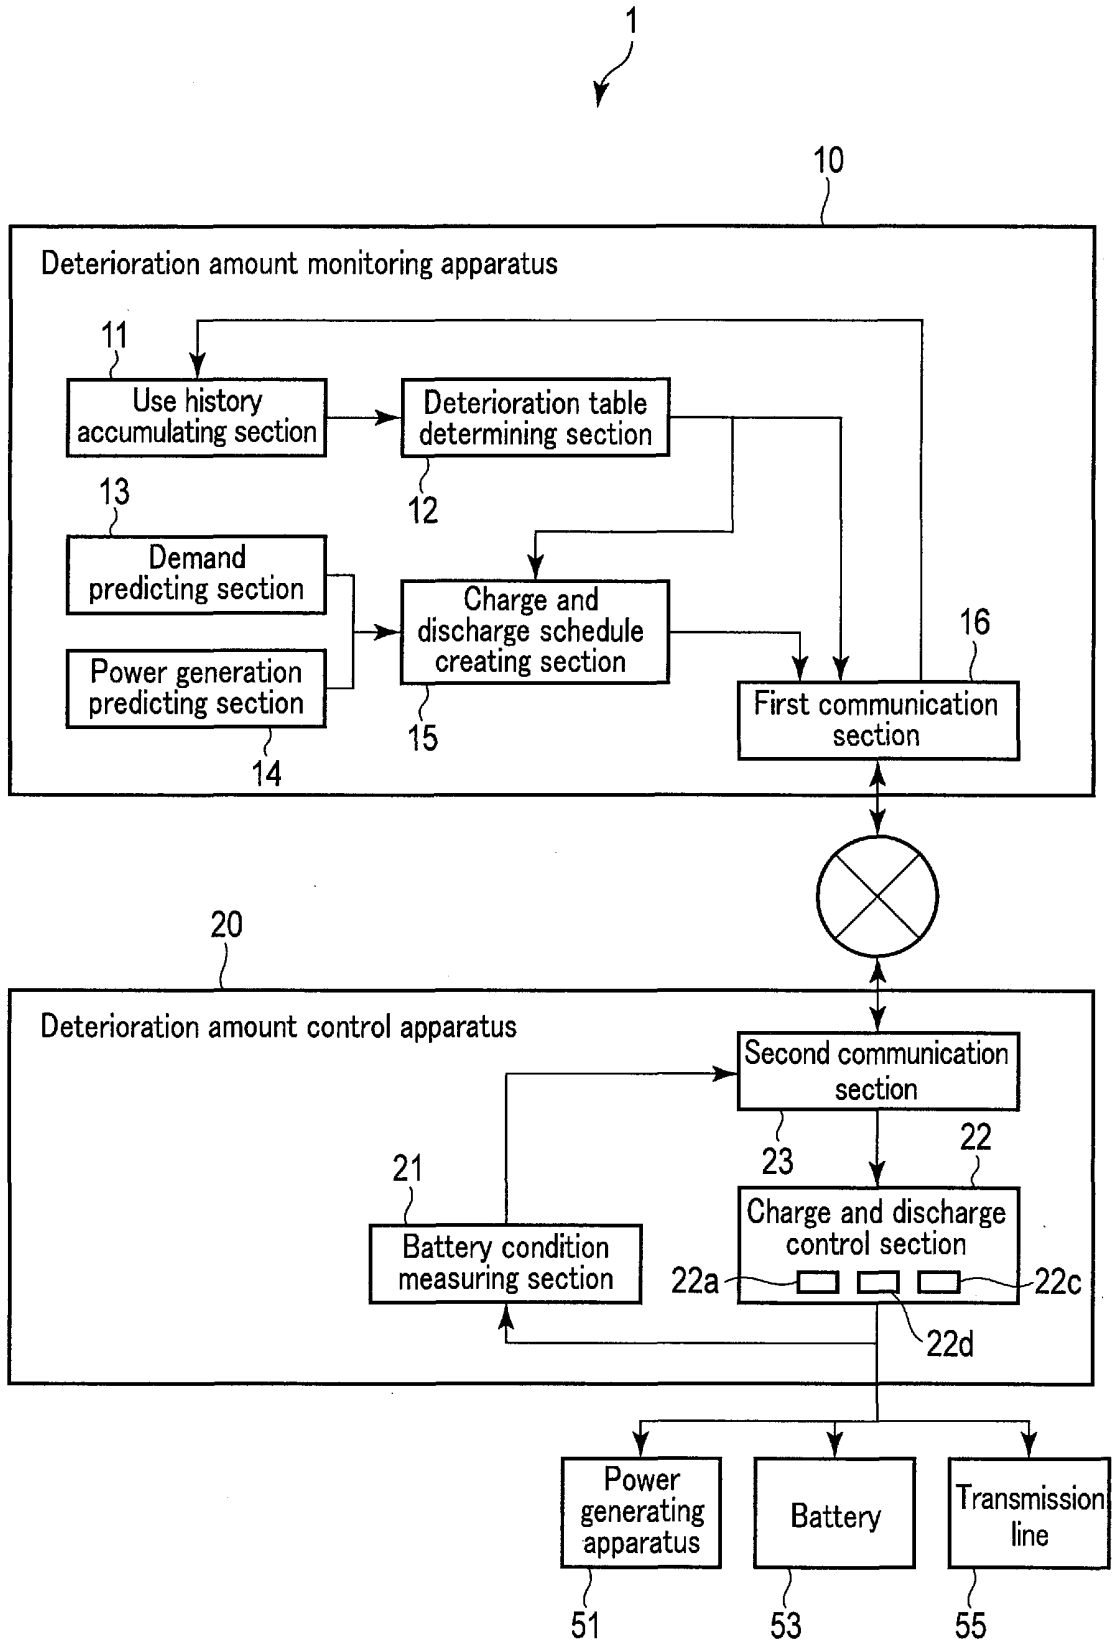 1
10
Deterioration amount monitoring apparatus
11
Use history
accumulating section
Deterioration table
determining section
12
13
Demand
predicting section
Charge and
discharge schedule
creating section
15
Power generation
predicting section
14
16
First communication
section
20
Deterioration amount control apparatus
Second communication
section
23
22
21
Battery condition
measuring section
Charge and discharge
control section
22a
22c
22d
Power
generating
apparatus
51
Battery
53
Transmission
line
55